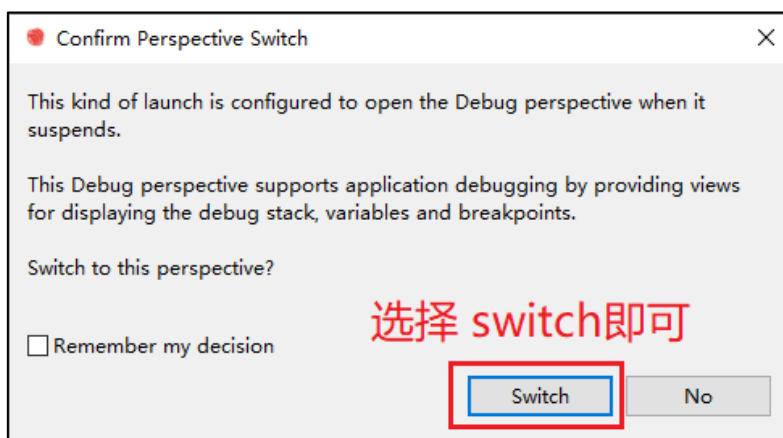 Confirm Perspective Switch
This kind of launch is configured to open the Debug perspective when it
suspends.
This Debug perspective supports application debugging by providing views
for displaying the debug stack, variables and breakpoints.
Switch to this perspective?
选择 switch即可
Remember my decision
Switch
No